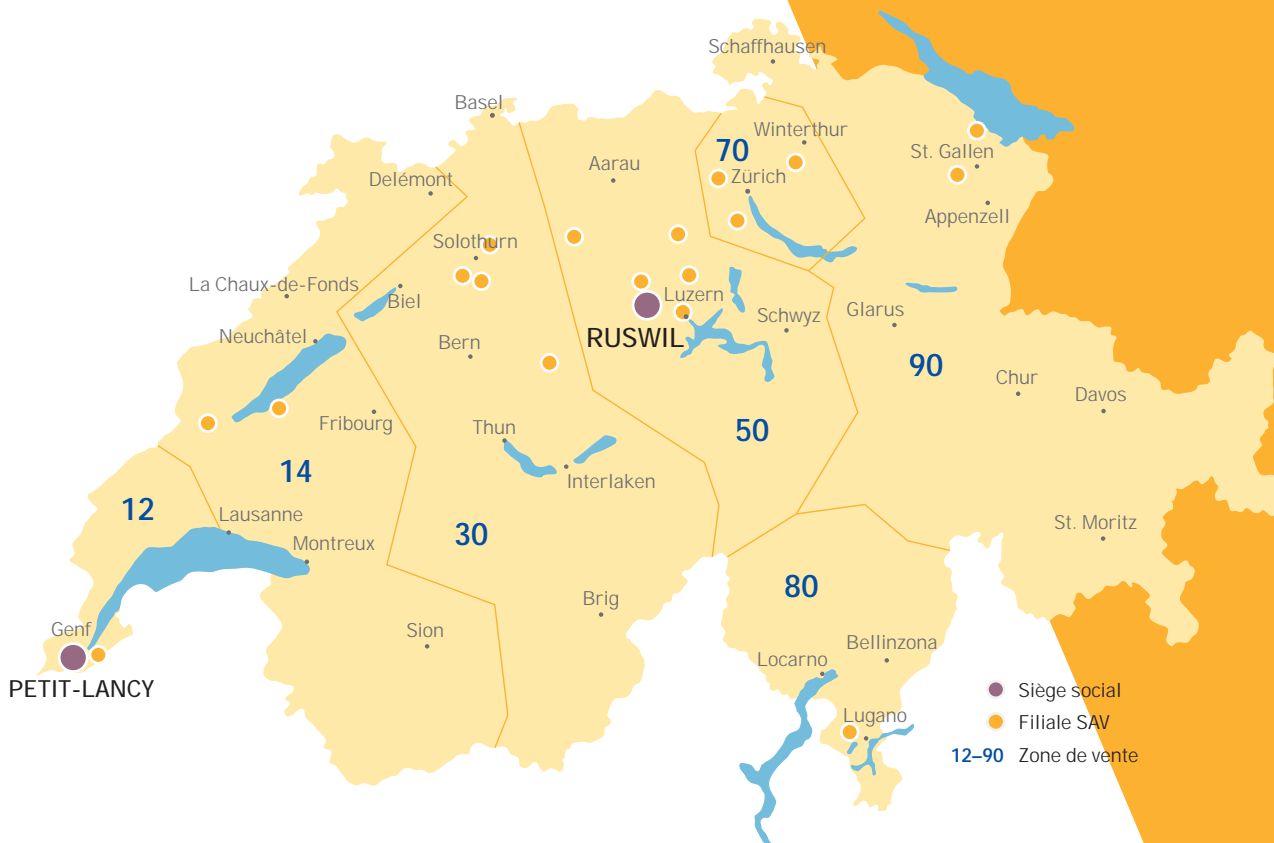 Schaffhausen
Basel
Winterthur
70
Aarau
St. Gallen
Delémont
Zürich
Appenzell
Solothurn
La Chaux-de-Fonds
Biel
Luzern
Glarus
Schwyz
Neuchâtel
RUSWIL
Bern
90
Chur
Davos
Fribourg
Thun
50
14
Interlaken
12
Lausanne
St. Moritz
30
Montreux
80
Brig
Genf
Sion
Bellinzona
Locarno
PETIT-LANCY
Lugano
Siège social
Filiale SAV
12–90 Zone de vente